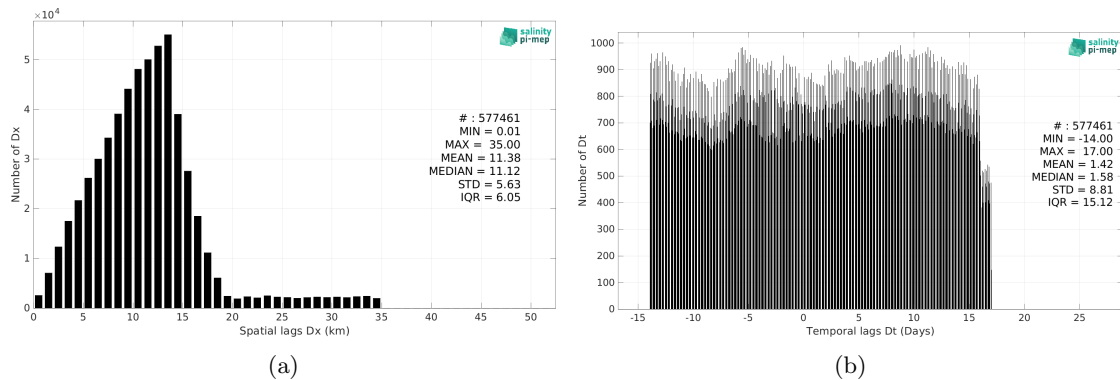 ×10⁴
salinity
pi-mep
5
4
3
2
1
0
Number of Dx
# : 577461
MIN = 0.01
MAX = 35.00
MEAN = 11.38
MEDIAN = 11.12
STD = 5.63
IQR = 6.05
0 5 10 15 20 25 30 35 40 45 50
Spatial lags Dx (km)
(a)
salinity
pi-mep
1000
900
800
700
600
500
400
300
200
100
0
Number of Dt
# : 577461
MIN = -14.00
MAX = 17.00
MEAN = 1.42
MEDIAN = 1.58
STD = 8.81
IQR = 15.12
-15 -10 -5 0 5 10 15 20 25
Temporal lags Dt (Days)
(b)